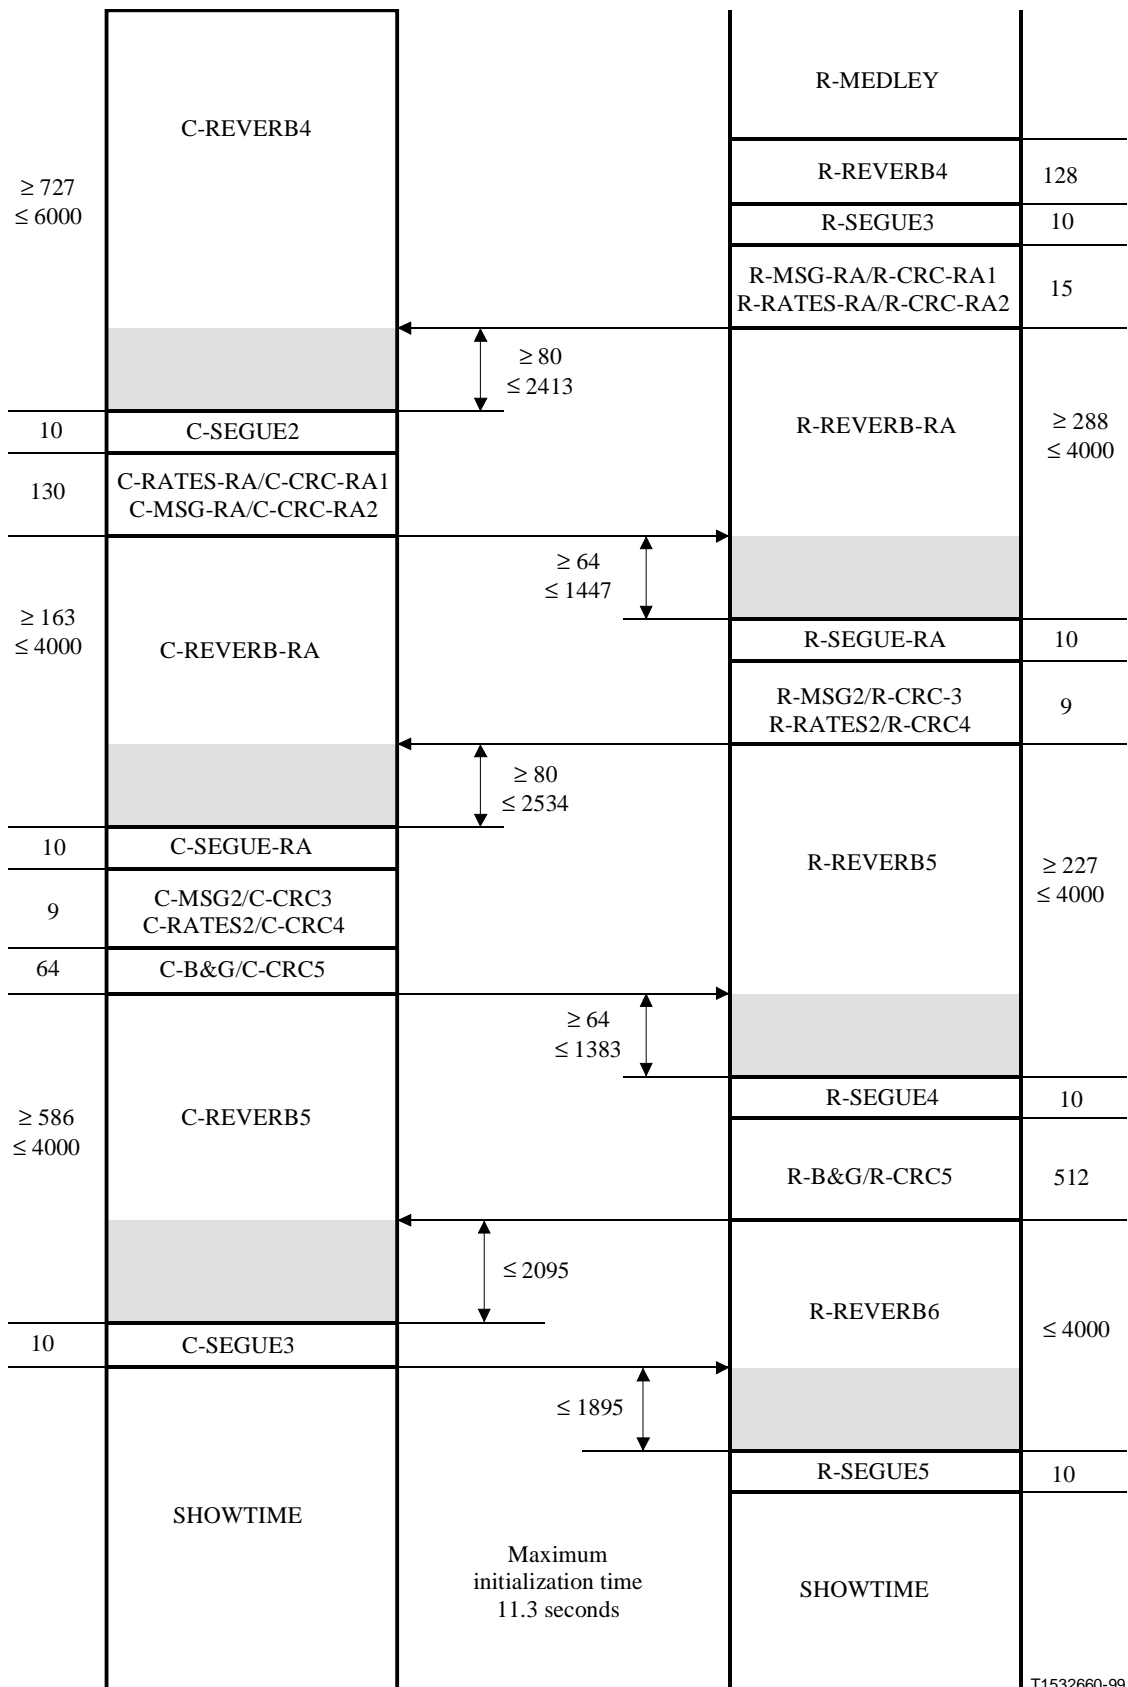 R-MEDLEY
C-REVERB4
R-REVERB4
128
≥ 727
≤ 6000
R-SEGUE3
10
R-MSG-RA/R-CRC-RA1
R-RATES-RA/R-CRC-RA2
15
≥ 80
≤ 2413
C-SEGUE2
10
R-REVERB-RA
≥ 288
≤ 4000
130
C-RATES-RA/C-CRC-RA1
C-MSG-RA/C-CRC-RA2
≥ 64
≤ 1447
≥ 163
≤ 4000
C-REVERB-RA
R-SEGUE-RA
10
R-MSG2/R-CRC-3
R-RATES2/R-CRC4
9
≥ 80
≤ 2534
10
C-SEGUE-RA
R-REVERB5
≥ 227
≤ 4000
9
C-MSG2/C-CRC3
C-RATES2/C-CRC4
64
C-B&G/C-CRC5
≥ 64
≤ 1383
≥ 586
≤ 4000
C-REVERB5
R-SEGUE4
10
R-B&G/R-CRC5
512
≤ 2095
R-REVERB6
≤ 4000
10
C-SEGUE3
≤ 1895
R-SEGUE5
10
SHOWTIME
Maximum
initialization time
11.3 seconds
SHOWTIME
T1532660-99